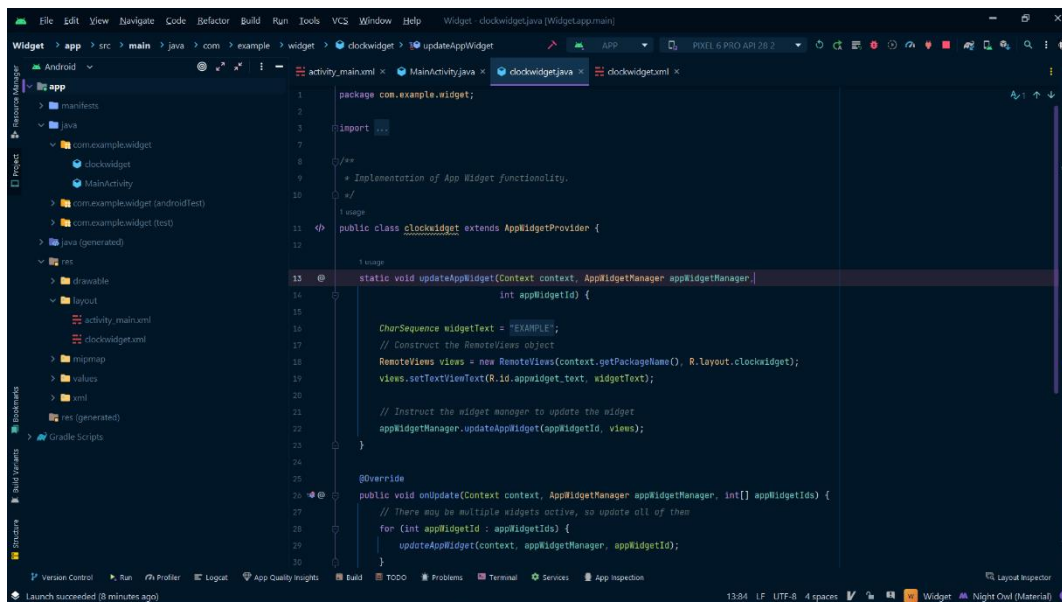 File Edit View Navigate Code Refactor Build Run Tools VCS Window Help Widget - clockwidget.java [Widget.app.main]
Widget > app > src > main > java > com > example > widget > clockwidget > updateAppWidget APP PIXEL 6 PRO API 28 2
Android
activity_main.xml MainActivity.java clockwidget.java clockwidget.xml
Resource Manager
Project
Bookmarks
Build Variants
Structure
app
manifests
java
com.example.widget
clockwidget
MainActivity
com.example.widget (androidTest)
com.example.widget (test)
java (generated)
res
drawable
layout
activity_main.xml
clockwidget.xml
mipmap
values
xml
res (generated)
Gradle Scripts
1 package com.example.widget;
2
3 import ...
7
8 /**
9 * Implementation of App Widget functionality.
10 */
1 usage
11 public class clockwidget extends AppWidgetProvider {
12
1 usage
13 static void updateAppWidget(Context context, AppWidgetManager appWidgetManager,
14 int appWidgetId) {
15
16 CharSequence widgetText = "EXAMPLE";
17 // Construct the RemoteViews object
18 RemoteViews views = new RemoteViews(context.getPackageName(), R.layout.clockwidget);
19 views.setTextViewText(R.id.appwidget_text, widgetText);
20
21 // Instruct the widget manager to update the widget
22 appWidgetManager.updateAppWidget(appWidgetId, views);
23 }
24
25 @Override
26 public void onUpdate(Context context, AppWidgetManager appWidgetManager, int[] appWidgetIds) {
27 // There may be multiple widgets active, so update all of them
28 for (int appWidgetId : appWidgetIds) {
29 updateAppWidget(context, appWidgetManager, appWidgetId);
30 }
Version Control Run Profiler Logcat App Quality Insights Build TODO Problems Terminal Services App Inspection Layout Inspector
Launch succeeded (8 minutes ago) 13:84 LF UTF-8 4 spaces Widget Night Owl (Material)